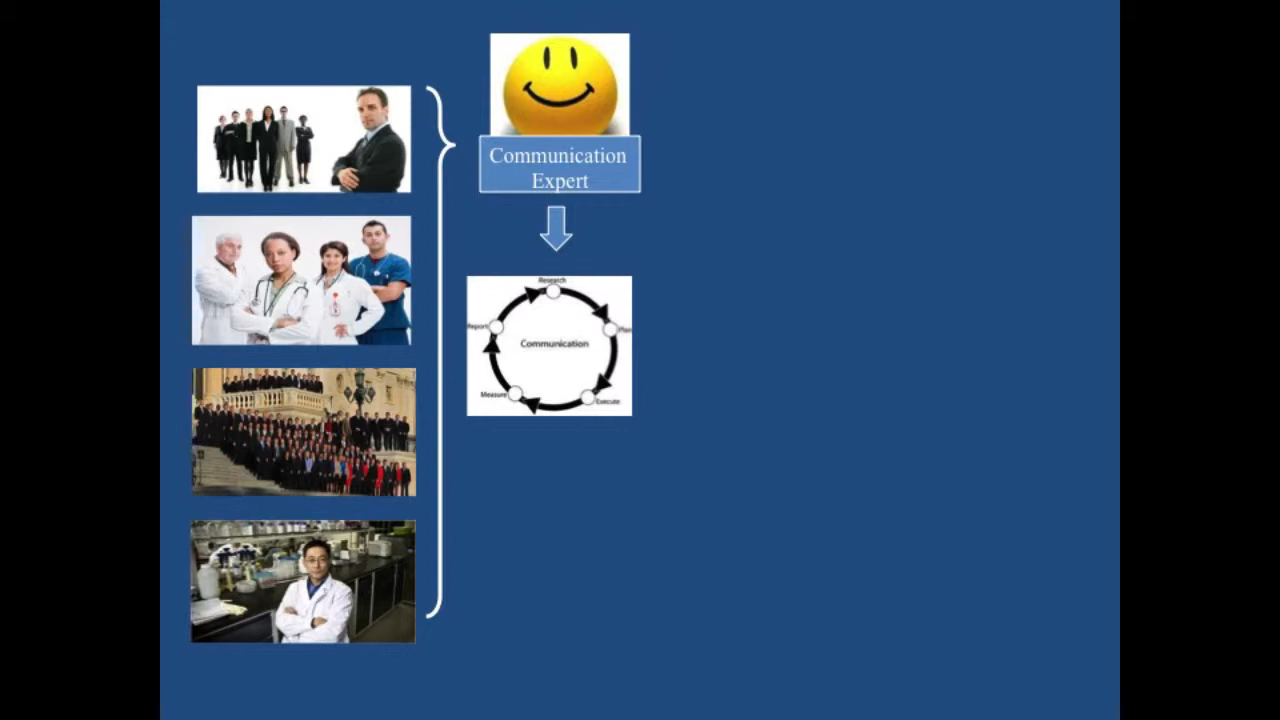 Communication
Expert
Research
Report
Plan
Communication
Measure
Execute